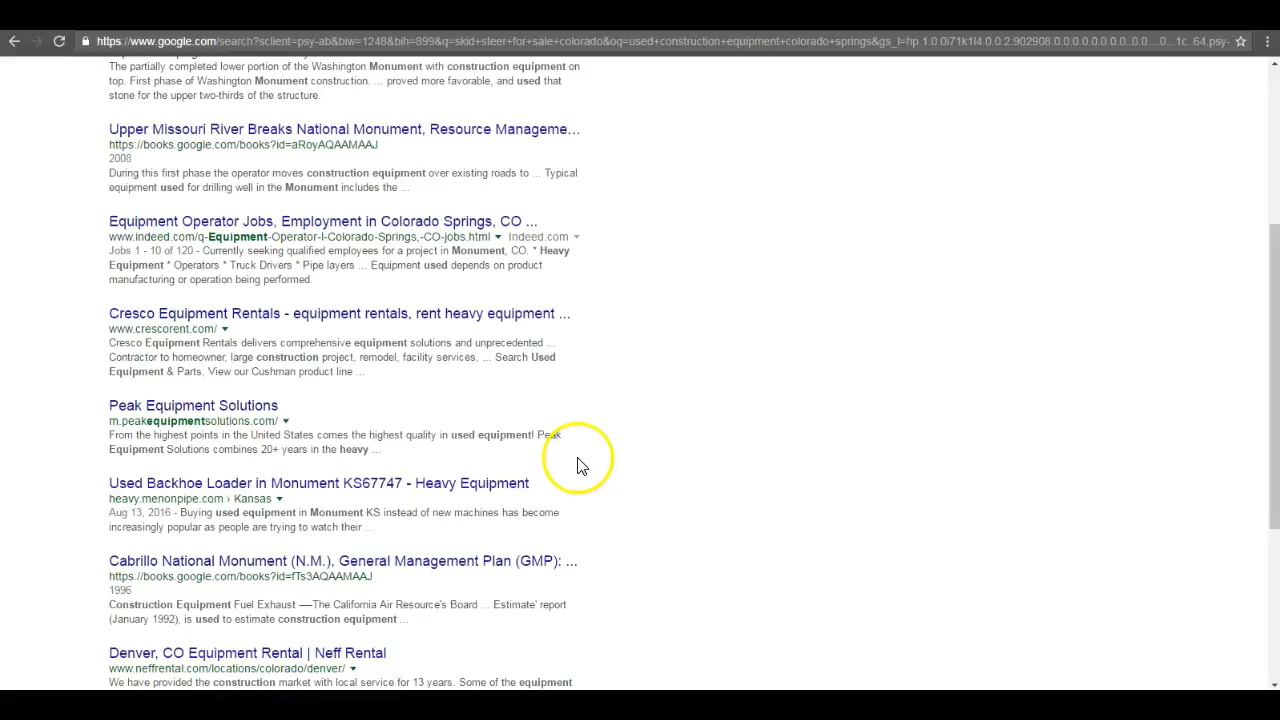 https://www.google.com/search?sclient=psy-ab&biw=1248&bih=899&q=skid+steer+for+sale+colorado&oq=used+construction+equipment+colorado+springs&gs_l=hp.1.0.0i71k1l4.0.0.2.902908.0.0.0.0.0.0.0.0..0.0....0...1c..64.psy-
The partially completed lower portion of the Washington Monument with construction equipment on
top. First phase of Washington Monument construction. ... proved more favorable, and used that
stone for the upper two-thirds of the structure.
Upper Missouri River Breaks National Monument, Resource Manageme...
https://books.google.com/books?id=aRoyAQAAMAAJ
2008
During this first phase the operator moves construction equipment over existing roads to ... Typical
equipment used for drilling well in the Monument includes the ...
Equipment Operator Jobs, Employment in Colorado Springs, CO ...
www.indeed.com/q-Equipment-Operator-l-Colorado-Springs,-CO-jobs.html Indeed.com
Jobs 1 - 10 of 120 - Currently seeking qualified employees for a project in Monument, CO. * Heavy
Equipment * Operators * Truck Drivers * Pipe layers ... Equipment used depends on product
manufacturing or operation being performed.
Cresco Equipment Rentals - equipment rentals, rent heavy equipment ...
www.crescorent.com/
Cresco Equipment Rentals delivers comprehensive equipment solutions and unprecedented ...
Contractor to homeowner, large construction project, remodel, facility services, ... Search Used
Equipment & Parts, View our Cushman product line ...
Peak Equipment Solutions
m.peakequipmentsolutions.com/
From the highest points in the United States comes the highest quality in used equipment! Peak
Equipment Solutions combines 20+ years in the heavy ...
Used Backhoe Loader in Monument KS67747 - Heavy Equipment
heavy.menonpipe.com › Kansas
Aug 13, 2016 - Buying used equipment in Monument KS instead of new machines has become
increasingly popular as people are trying to watch their ...
Cabrillo National Monument (N.M.), General Management Plan (GMP): ...
https://books.google.com/books?id=fTs3AQAAMAAJ
1996
Construction Equipment Fuel Exhaust -—The California Air Resource's Board ... Estimate' report
(January 1992), is used to estimate construction equipment ...
Denver, CO Equipment Rental | Neff Rental
www.neffrental.com/locations/colorado/denver/
We have provided the construction market with local service for 13 years. Some of the equipment